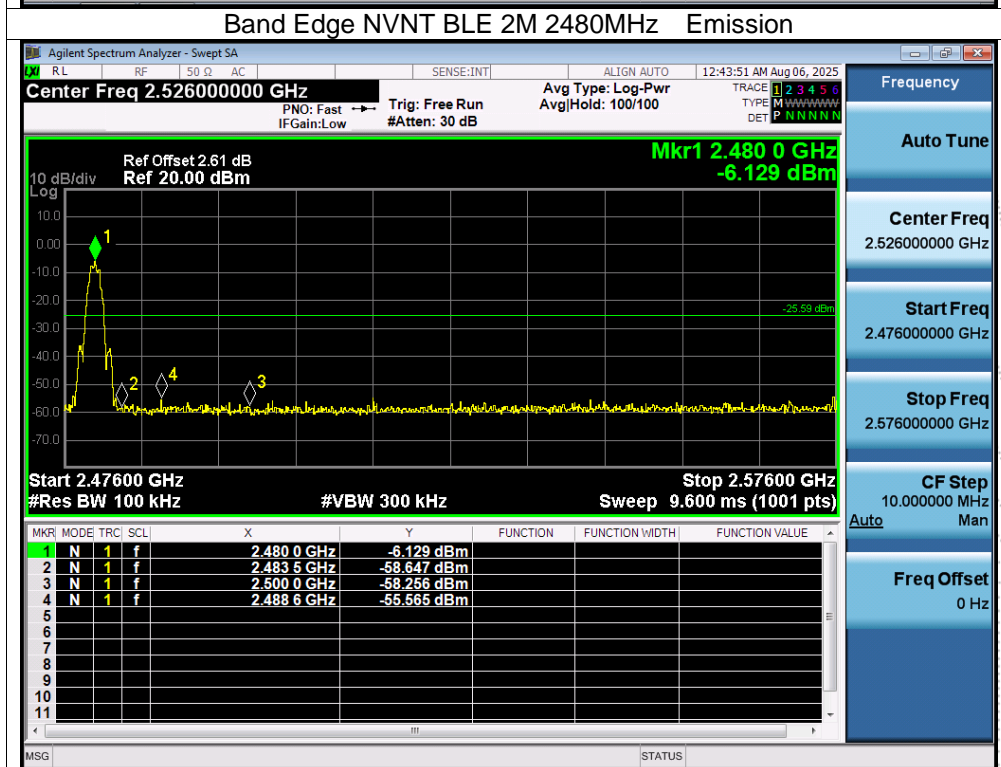 Band Edge NVNT BLE 2M 2480MHz Emission
Agilent Spectrum Analyzer - Swept SA
LXI RL RF 50 Ω AC SENSE:INT ALIGN AUTO 12:43:51 AM Aug 06, 2025
Center Freq 2.526000000 GHz
PNO: Fast
IFGain:Low
Trig: Free Run
#Atten: 30 dB
Avg Type: Log-Pwr
Avg|Hold: 100/100
TRACE 1 2 3 4 5 6
TYPE M WWWWW
DET P N N N N N
Frequency
Auto Tune
Center Freq
2.526000000 GHz
Start Freq
2.476000000 GHz
Stop Freq
2.576000000 GHz
CF Step
10.000000 MHz
Auto Man
Freq Offset
0 Hz
Mkr1 2.480 0 GHz
-6.129 dBm
Ref Offset 2.61 dB
10 dB/div Ref 20.00 dBm
Log
10.0
0.00
-10.0
-20.0
-30.0
-40.0
-50.0
-60.0
-70.0
1
2
4
3
-25.59 dBm
Start 2.47600 GHz Stop 2.57600 GHz
#Res BW 100 kHz #VBW 300 kHz Sweep 9.600 ms (1001 pts)
MKR MODE TRC SCL X Y FUNCTION FUNCTION WIDTH FUNCTION VALUE
1 N 1 f 2.480 0 GHz -6.129 dBm
2 N 1 f 2.483 5 GHz -58.647 dBm
3 N 1 f 2.500 0 GHz -58.256 dBm
4 N 1 f 2.488 6 GHz -55.565 dBm
5
6
7
8
9
10
11
MSG STATUS